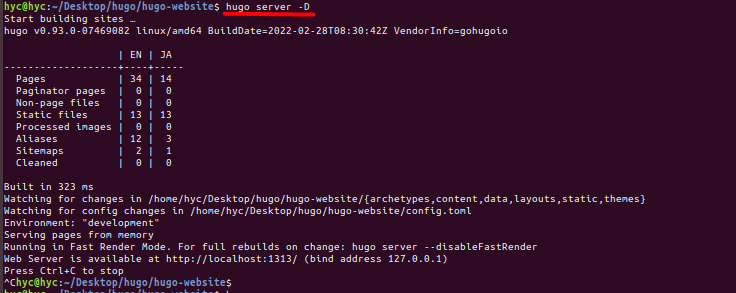 hyc@hyc:~/Desktop/hugo/hugo-website$ hugo server -D
Start building sites …
hugo v0.93.0-07469082 linux/amd64 BuildDate=2022-02-28T08:30:42Z VendorInfo=gohugoio
                   | EN | JA
-------------------+----+-----
  Pages            | 34 | 14
  Paginator pages  |  0 |  0
  Non-page files   |  0 |  0
  Static files     | 13 | 13
  Processed images |  0 |  0
  Aliases          | 12 |  3
  Sitemaps         |  2 |  1
  Cleaned          |  0 |  0
Built in 323 ms
Watching for changes in /home/hyc/Desktop/hugo/hugo-website/{archetypes,content,data,layouts,static,themes}
Watching for config changes in /home/hyc/Desktop/hugo/hugo-website/config.toml
Environment: "development"
Serving pages from memory
Running in Fast Render Mode. For full rebuilds on change: hugo server --disableFastRender
Web Server is available at http://localhost:1313/ (bind address 127.0.0.1)
Press Ctrl+C to stop
^Chyc@hyc:~/Desktop/hugo/hugo-website$
hyc@hyc:~/Desktop/hugo/hugo-website$